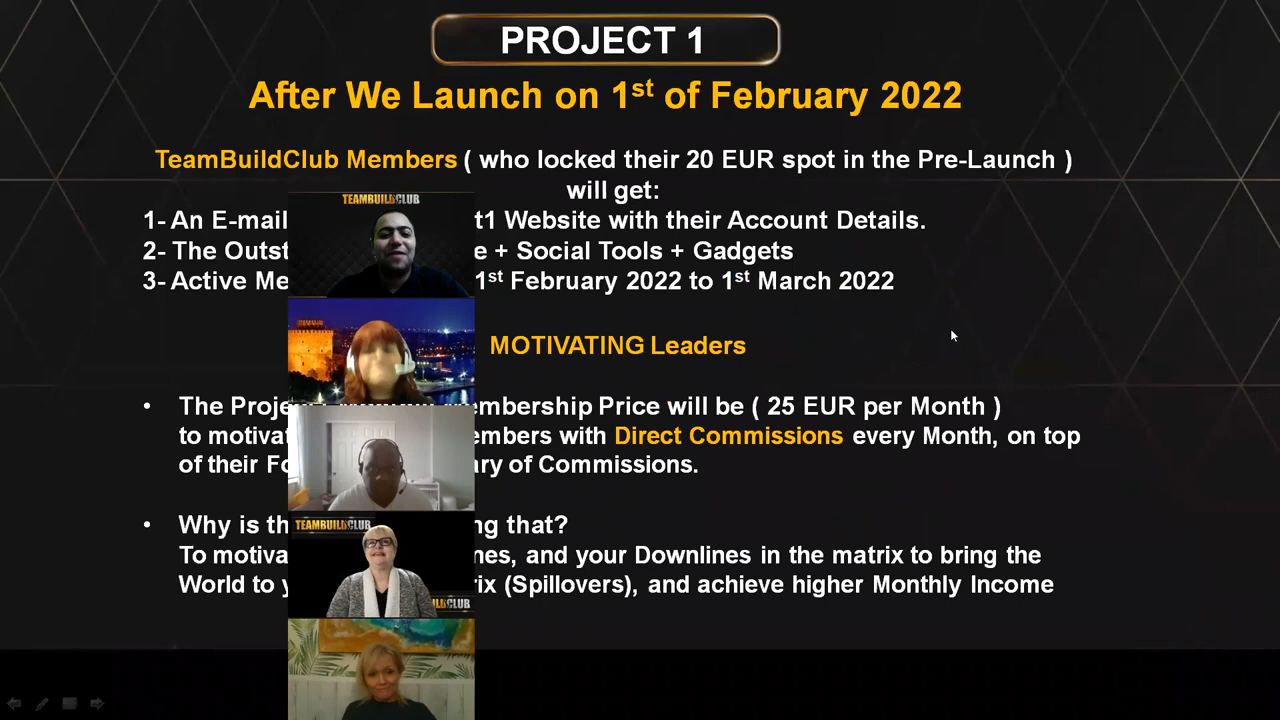 PROJECT 1
After We Launch on 1st of February 2022
TeamBuildClub Members ( who locked their 20 EUR spot in the Pre-Launch )
will get:
TEAMBUILDCLUB
1- An E-mail t1 Website with their Account Details.
2- The Outst e + Social Tools + Gadgets
3- Active Me 1st February 2022 to 1st March 2022
MOTIVATING Leaders
• The Proje embership Price will be ( 25 EUR per Month )
to motivat embers with Direct Commissions every Month, on top
of their Fo ary of Commissions.
• Why is th ng that?
TEAMBUILDCLUB
To motiva nes, and your Downlines in the matrix to bring the
World to y ix (Spillovers), and achieve higher Monthly Income
ILDCLUB